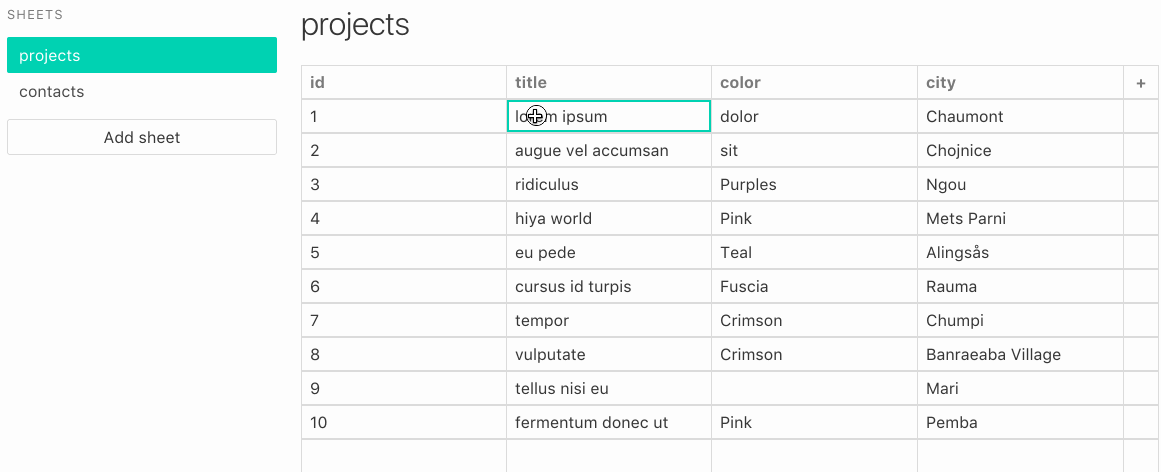 SHEETS
projects
contacts
Add sheet
projects
id title color city +
1 lorem ipsum dolor Chaumont
2 augue vel accumsan sit Chojnice
3 ridiculus Purples Ngou
4 hiya world Pink Mets Parni
5 eu pede Teal Alingsås
6 cursus id turpis Fuscia Rauma
7 tempor Crimson Chumpi
8 vulputate Crimson Banraeaba Village
9 tellus nisi eu Mari
10 fermentum donec ut Pink Pemba